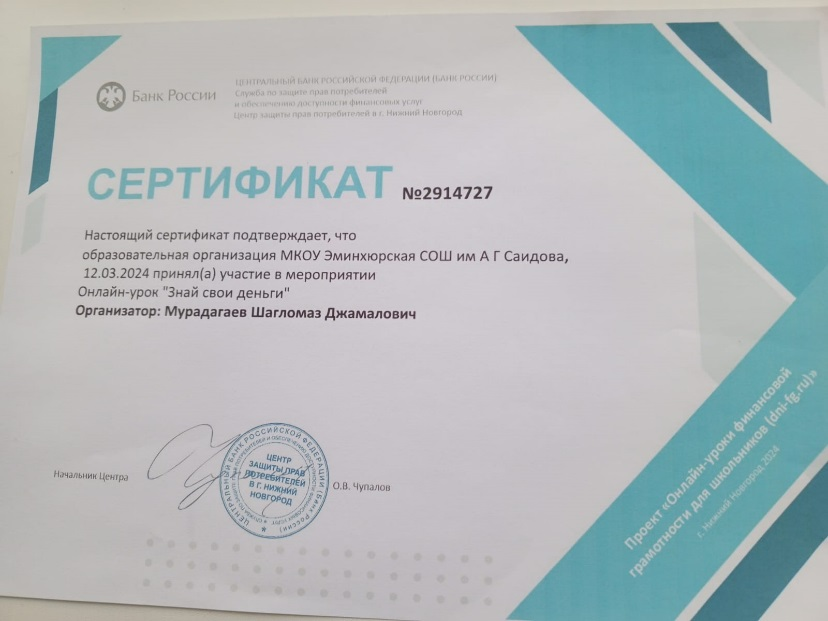 Банк России
ЦЕНТРАЛЬНЫЙ БАНК РОССИЙСКОЙ ФЕДЕРАЦИИ (БАНК РОССИИ)
Служба по защите прав потребителей
и обеспечению доступности финансовых услуг
Центр защиты прав потребителей в г. Нижний Новгород
СЕРТИФИКАТ №2914727
Настоящий сертификат подтверждает, что
образовательная организация МКОУ Эминхюрская СОШ им А Г Саидова,
12.03.2024 принял(а) участие в мероприятии
Онлайн-урок "Знай свои деньги"
Организатор: Мурадагаев Шагломаз Джамалович
Начальник Центра
ЦЕНТРАЛЬНЫЙ БАНК РОССИЙСКОЙ ФЕДЕРАЦИИ (Банк России)
ЦЕНТР
ЗАЩИТЫ ПРАВ
ПОТРЕБИТЕЛЕЙ
В Г. НИЖНИЙ
НОВГОРОД
О.В. Чупалов
Проект «Онлайн-уроки финансовой
грамотности для школьников (dni-fg.ru)»
г. Нижний Новгород 2024